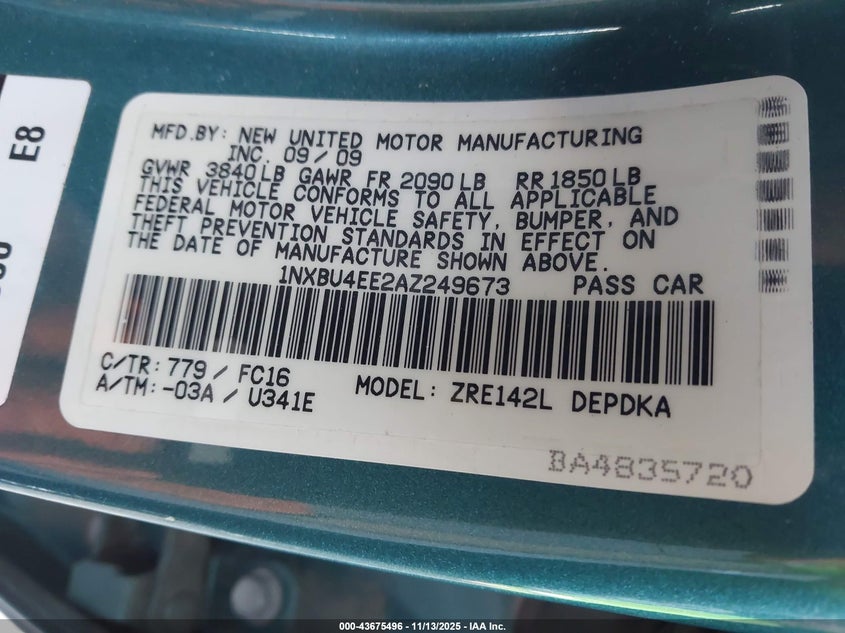 E8
MFD.BY: NEW UNITED MOTOR MANUFACTURING
INC. 09/09
GVWR 3840LB GAWR FR 2090LB RR 1850LB
THIS VEHICLE CONFORMS TO ALL APPLICABLE
FEDERAL MOTOR VEHICLE SAFETY, BUMPER, AND
THEFT PREVENTION STANDARDS IN EFFECT ON
THE DATE OF MANUFACTURE SHOWN ABOVE.
1NXBU4EE2AZ249673 PASS CAR
C/TR: 779 / FC16
A/TM: -03A / U341E MODEL: ZRE142L DEPDKA
BA4835720
000-43675496 - 11/13/2025 - IAA Inc.